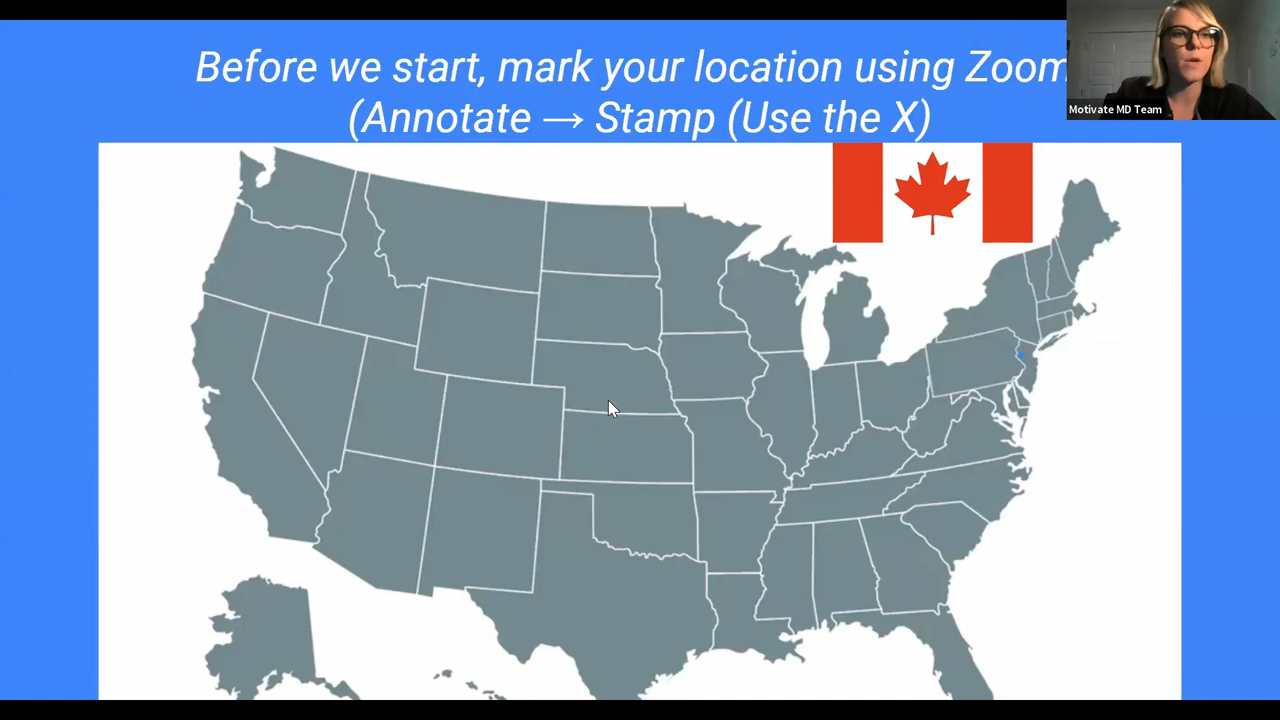 Before we start, mark your location using Zoom
(Annotate → Stamp (Use the X)
Motivate MD Team